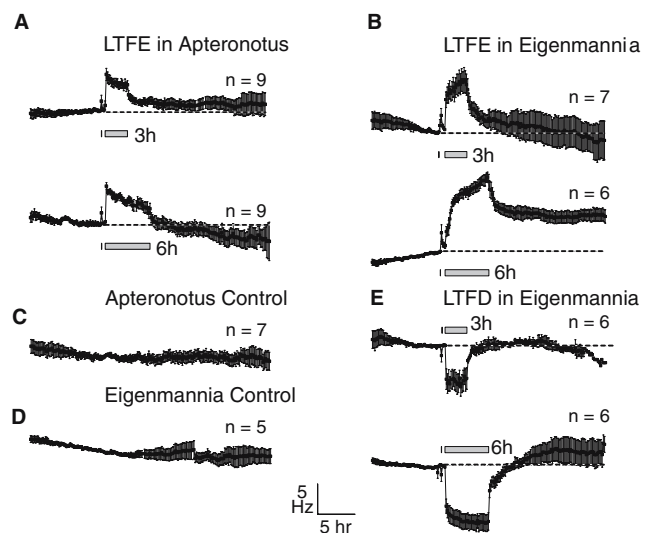 A
LTFE in Apteronotus
n = 9
3h
n = 9
6h
B
LTFE in Eigenmannia
n = 7
3h
n = 6
6h
Apteronotus Control
C
n = 7
Eigenmannia Control
D
n = 5
5
Hz
5 hr
E
LTFD in Eigenmannia
3h
n = 6
n = 6
6h